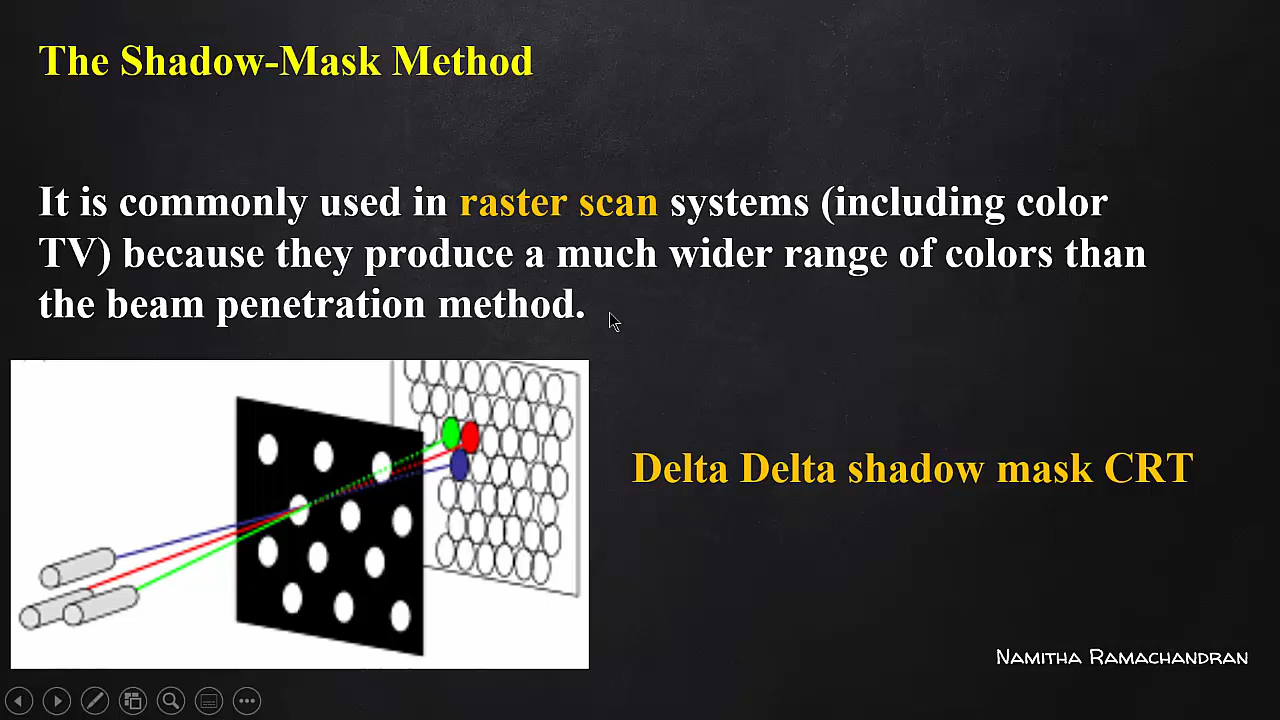 The Shadow-Mask Method
It is commonly used in raster scan systems (including color
TV) because they produce a much wider range of colors than
the beam penetration method.
Delta Delta shadow mask CRT
Namitha Ramachandran